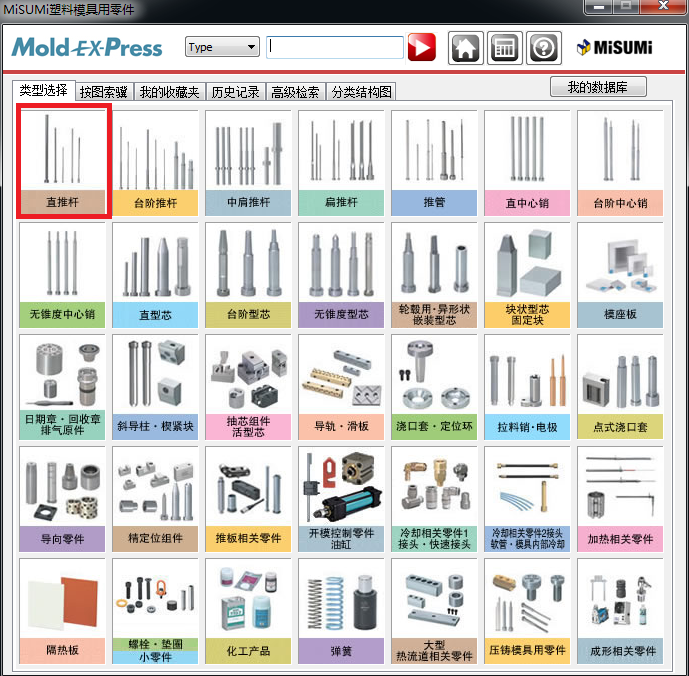 MiSUMi塑料模具用零件
Mold EX-Press
Type
MiSUMi
类型选择
按图索骥
我的收藏夹
历史记录
高级检索
分类结构图
我的数据库
直推杆
台阶推杆
中肩推杆
扁推杆
推管
直中心销
台阶中心销
无锥度中心销
直型芯
台阶型芯
无锥度型芯
轮毂用·异形状
嵌装型芯
块状型芯
固定块
模座板
日期章·回收章
排气原件
斜导柱·楔紧块
抽芯组件
活型芯
导轨·滑板
浇口套·定位环
拉料销·电极
点式浇口套
导向零件
精定位组件
推板相关零件
开模控制零件
油缸
冷却相关零件1
接头·快速接头
冷却相关零件2接头
软管·模具内部冷却
加热相关零件
隔热板
螺栓·垫圈
小零件
化工产品
弹簧
大型
热流道相关零件
压铸模具用零件
成形相关零件